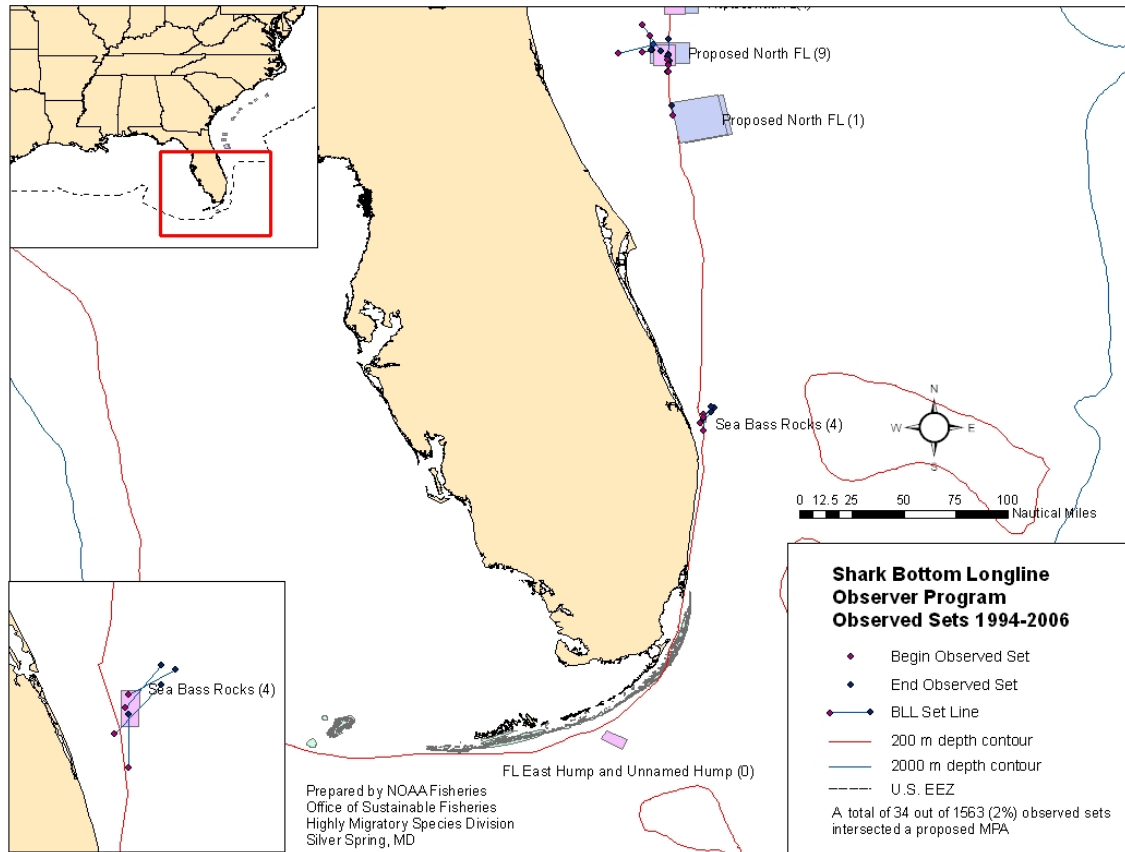 Proposed North FL (9)
Proposed North FL (1)
Sea Bass Rocks (4)
N
W E
S
0 12.5 25 50 75 100
Nautical Miles
Sea Bass Rocks (4)
FL East Hump and Unnamed Hump (0)
Prepared by NOAA Fisheries
Office of Sustainable Fisheries
Highly Migratory Species Division
Silver Spring, MD
Shark Bottom Longline
Observer Program
Observed Sets 1994-2006
Begin Observed Set
End Observed Set
BLL Set Line
200 m depth contour
2000 m depth contour
U.S. EEZ
A total of 34 out of 1563 (2%) observed sets
intersected a proposed MPA